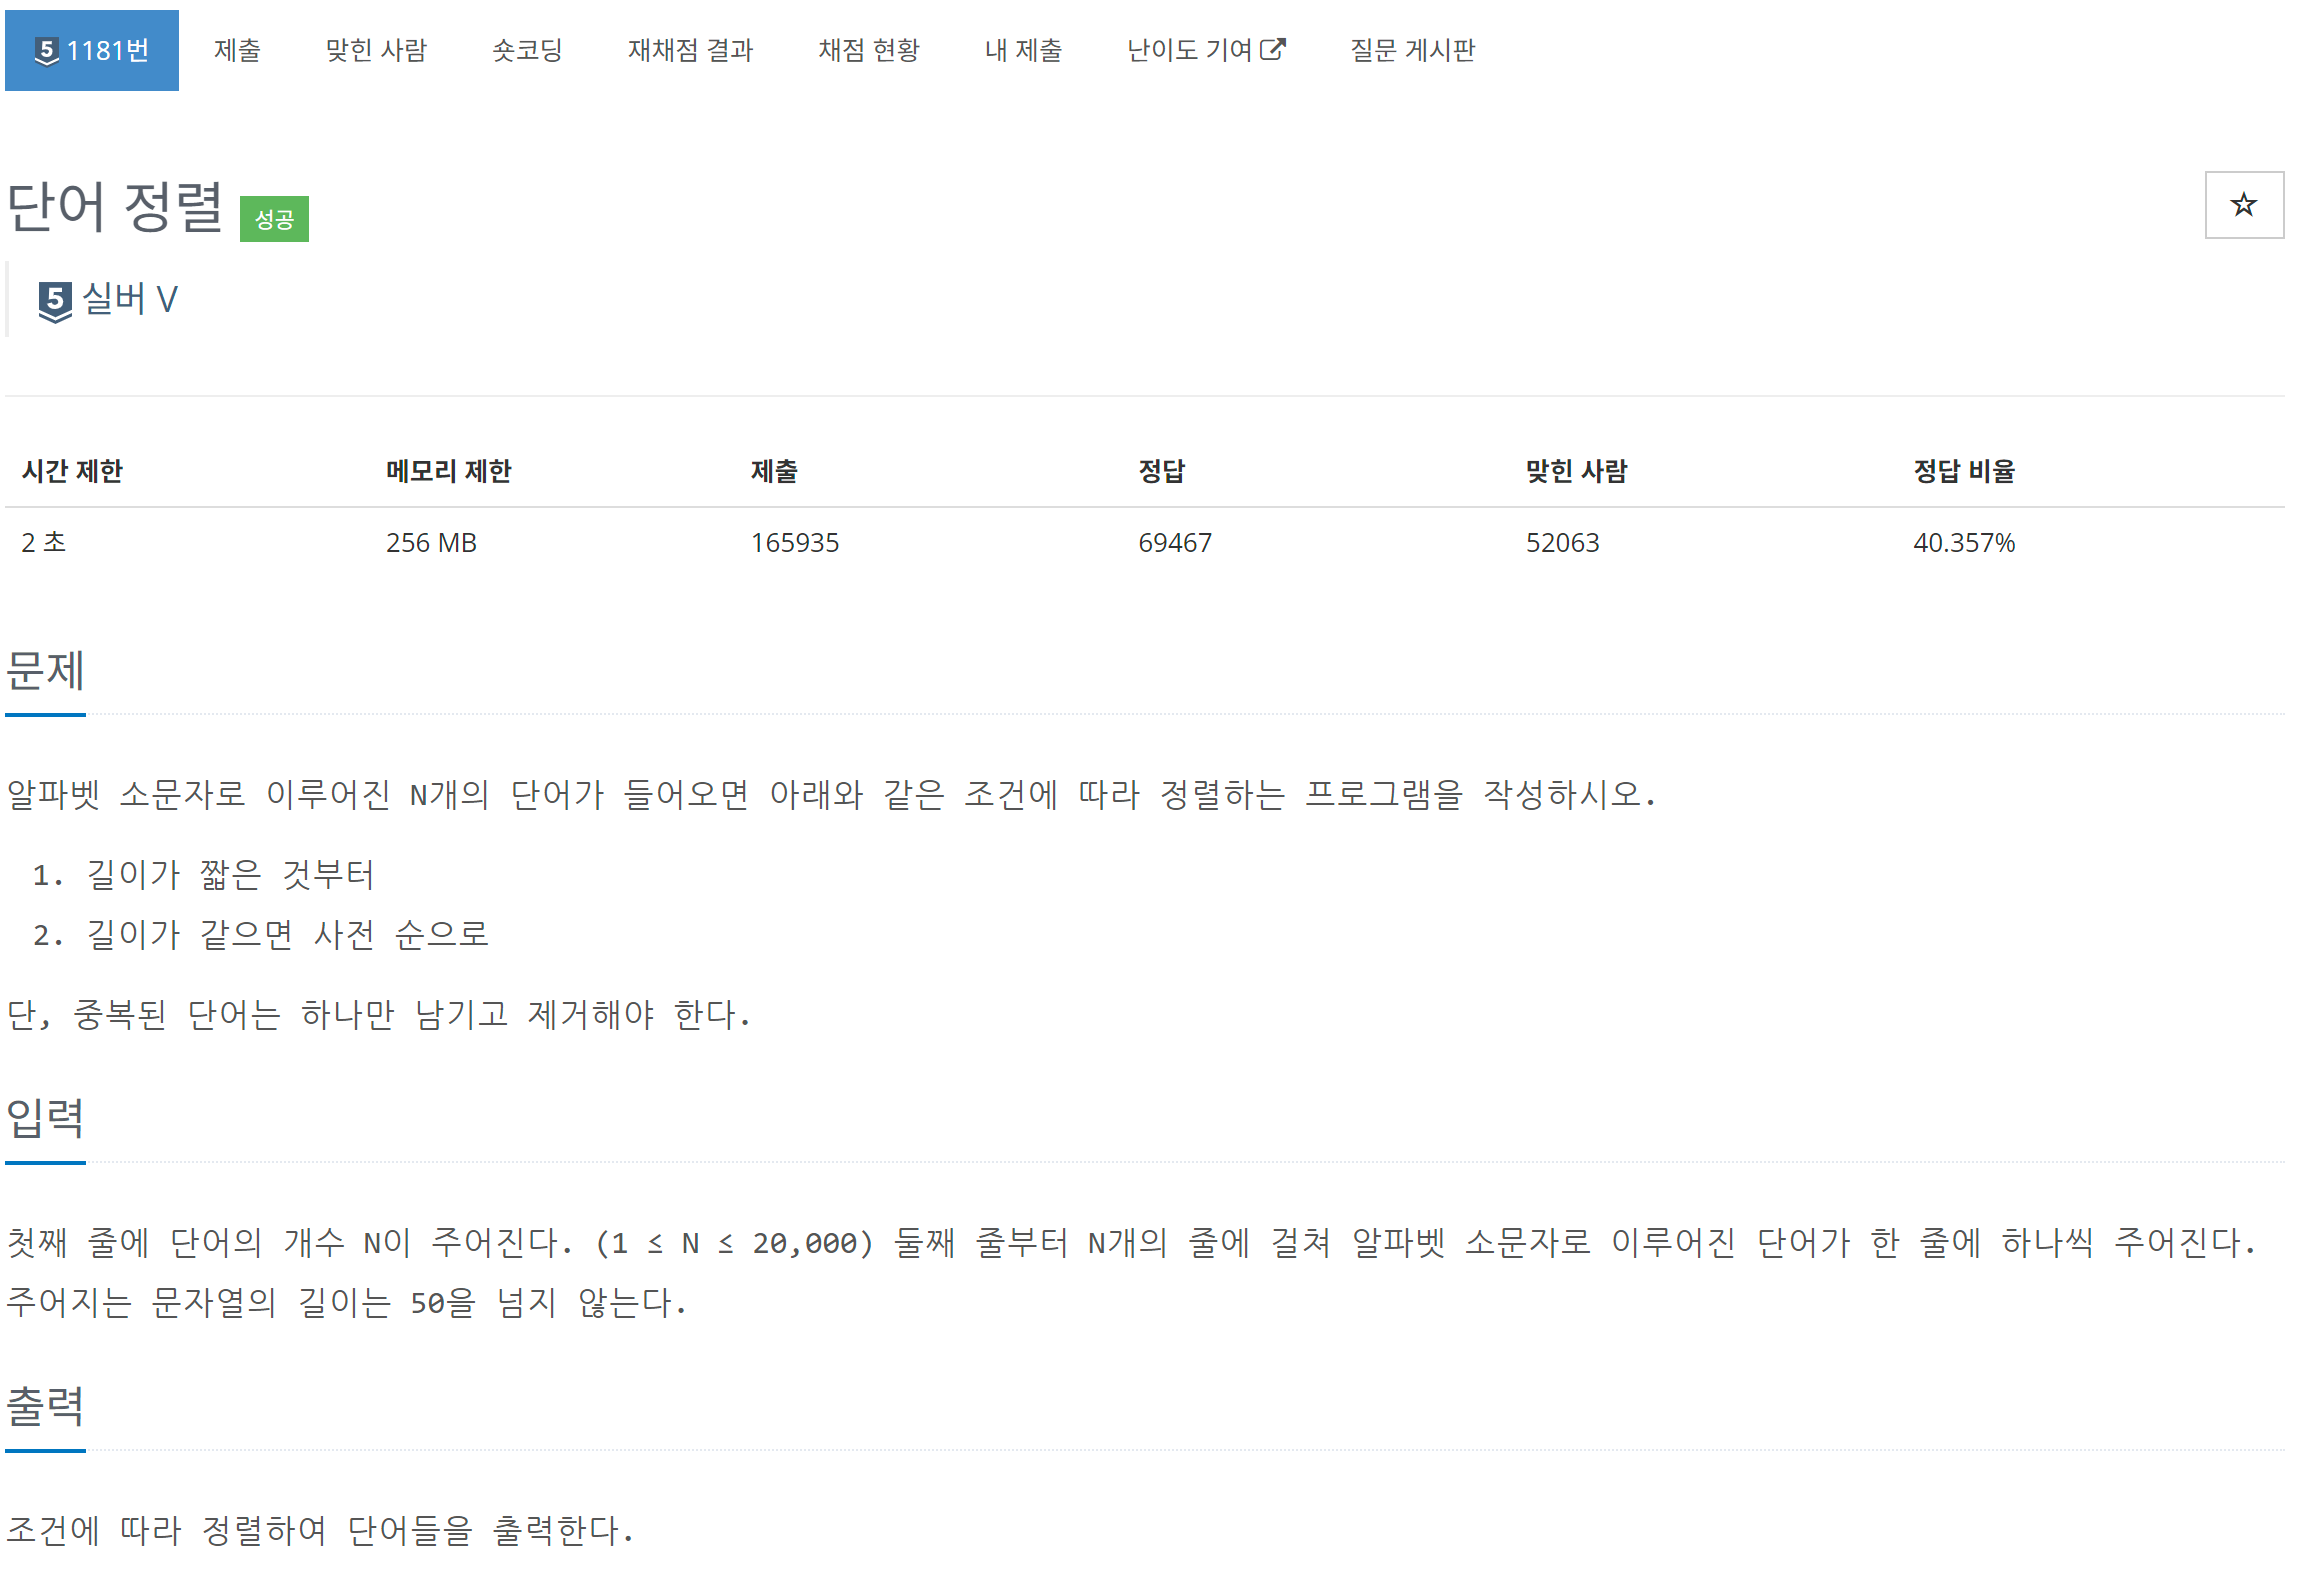 5 1181번 제출 맞힌 사람 숏코딩 재채점 결과 채점 현황 내 제출 난이도 기여 질문 게시판
단어 정렬 성공
☆
5 실버 V
시간 제한 메모리 제한 제출 정답 맞힌 사람 정답 비율
2 초 256 MB 165935 69467 52063 40.357%
문제
알파벳 소문자로 이루어진 N개의 단어가 들어오면 아래와 같은 조건에 따라 정렬하는 프로그램을 작성하시오.
1. 길이가 짧은 것부터
2. 길이가 같으면 사전 순으로
단, 중복된 단어는 하나만 남기고 제거해야 한다.
입력
첫째 줄에 단어의 개수 N이 주어진다. (1 ≤ N ≤ 20,000) 둘째 줄부터 N개의 줄에 걸쳐 알파벳 소문자로 이루어진 단어가 한 줄에 하나씩 주어진다.
주어지는 문자열의 길이는 50을 넘지 않는다.
출력
조건에 따라 정렬하여 단어들을 출력한다.